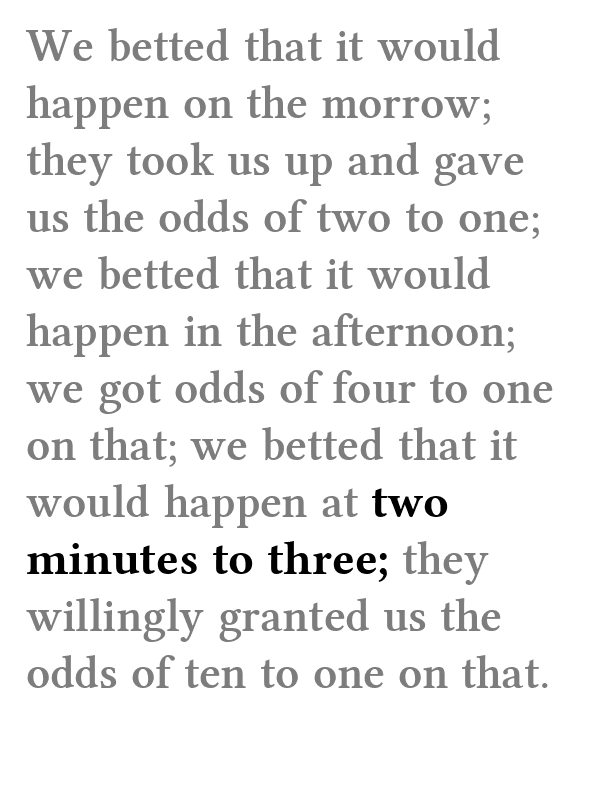 We betted that it would
happen on the morrow;
they took us up and gave
us the odds of two to one;
we betted that it would
happen in the afternoon;
we got odds of four to one
on that; we betted that it
would happen at two
minutes to three; they
willingly granted us the
odds of ten to one on that.